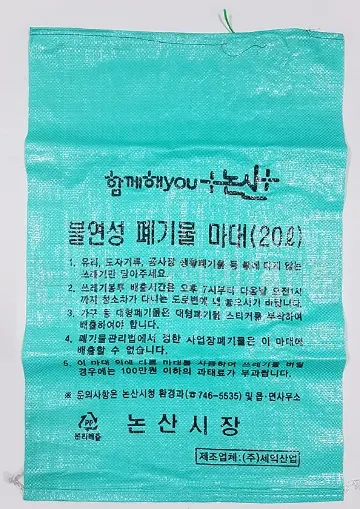 함께해you 논산
불연성 폐기물 마대(20ℓ)
1. 유리, 도자기류, 공사장 생활폐기물 등 불에 타지 않는
쓰레기만 담아주세요.
2. 쓰레기봉투 배출시간은 오후 7시부터 다음날 오전1시
까지 청소차가 다니는 도로변에 내 놓으시기 바랍니다.
3. 가구 등 대형폐기물은 대형폐기물 스티커를 부착하여
배출하여야 합니다.
4. 폐기물관리법에서 정한 사업장폐기물은 이 마대에
배출할 수 없습니다.
5. 이 마대 외에 다른 마대를 사용하여 쓰레기를 버릴
경우에는 100만원 이하의 과태료가 부과됩니다.
※ 문의사항은 논산시청 환경과(☎746-5535) 및 읍·면사무소
PP
분리배출
논산시장
제조업체: (주)세익산업